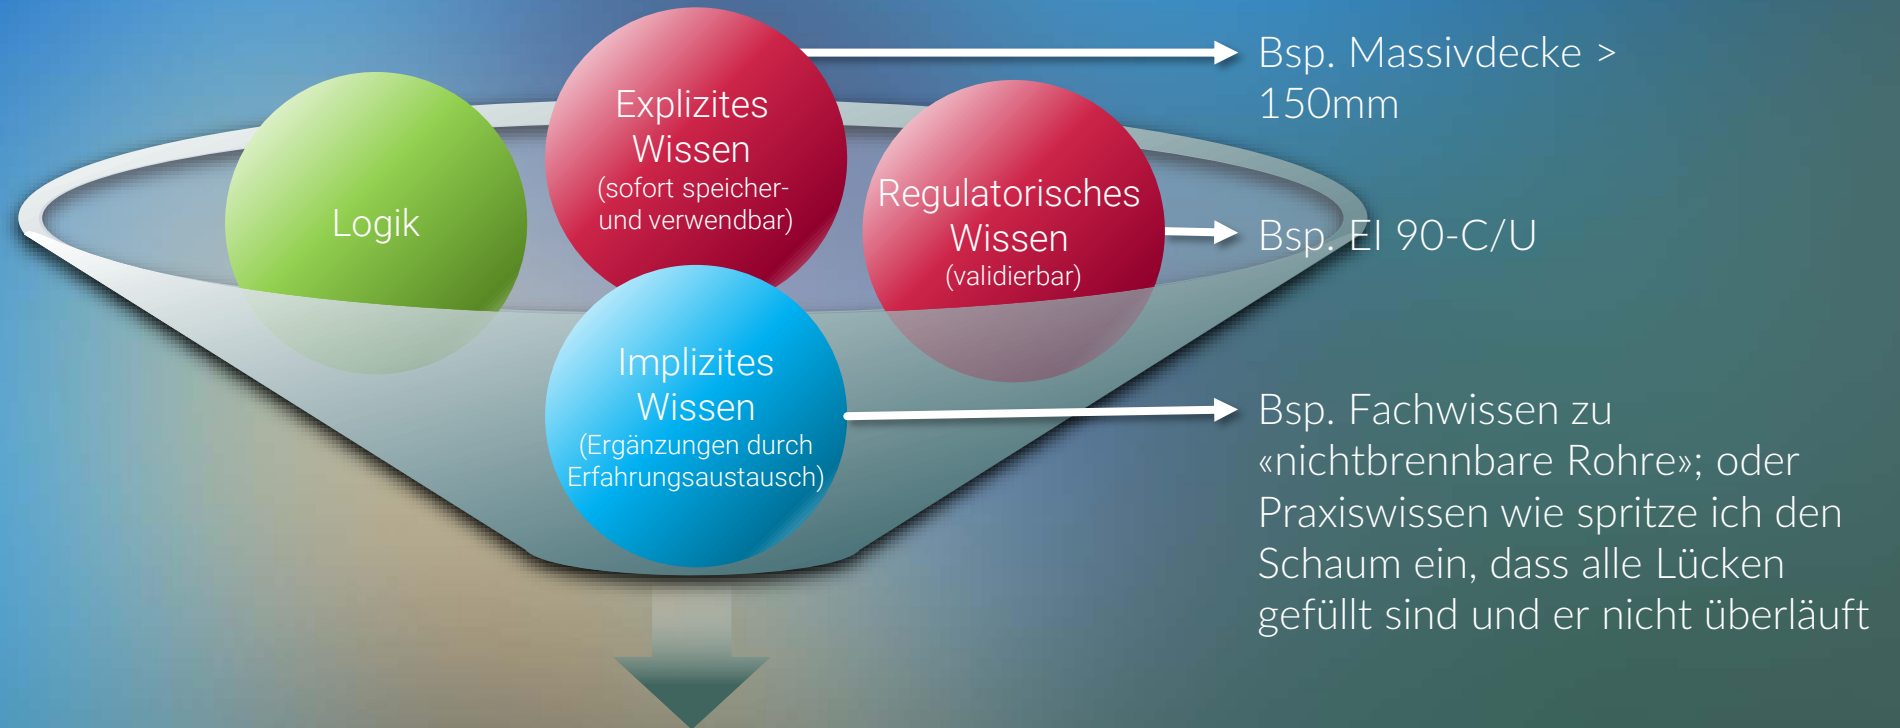 Logik
Explizites
Wissen
(sofort speicher-
und verwendbar)
Regulatorisches
Wissen
(validierbar)
Implizites
Wissen
(Ergänzungen durch
Erfahrungsaustausch)
Bsp. Massivdecke >
150mm
Bsp. EI 90-C/U
Bsp. Fachwissen zu
«nichtbrennbare Rohre»; oder
Praxiswissen wie spritze ich den
Schaum ein, dass alle Lücken
gefüllt sind und er nicht überläuft